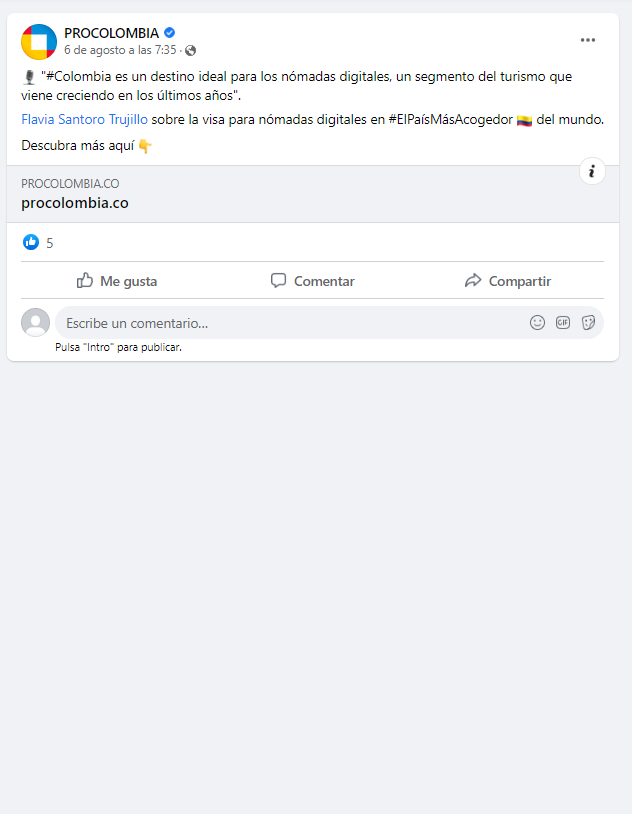 PROCOLOMBIA
6 de agosto a las 7:35 ·
"#Colombia es un destino ideal para los nómadas digitales, un segmento del turismo que
viene creciendo en los últimos años".
Flavia Santoro Trujillo sobre la visa para nómadas digitales en #ElPaísMásAcogedor 🇨🇴 del mundo.
Descubra más aquí 👇
PROCOLOMBIA.CO
procolombia.co
5
Me gusta
Comentar
Compartir
Escribe un comentario...
GIF
Pulsa "Intro" para publicar.